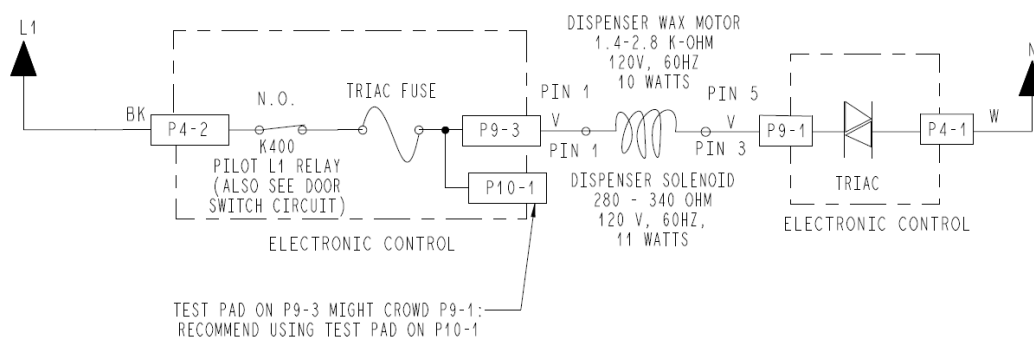 L1
N
DISPENSER WAX MOTOR
1.4-2.8 K-OHM
120V, 60HZ
10 WATTS
TRIAC FUSE
N.O.
PIN 1
PIN 5
BK
P4-2
P9-3
V
V
P9-1
P4-1
W
K400
PIN 1
PIN 3
PILOT L1 RELAY
(ALSO SEE DOOR
SWITCH CIRCUIT)
P10-1
DISPENSER SOLENOID
280 - 340 OHM
120 V, 60HZ,
11 WATTS
TRIAC
ELECTRONIC CONTROL
ELECTRONIC CONTROL
TEST PAD ON P9-3 MIGHT CROWD P9-1:
RECOMMEND USING TEST PAD ON P10-1